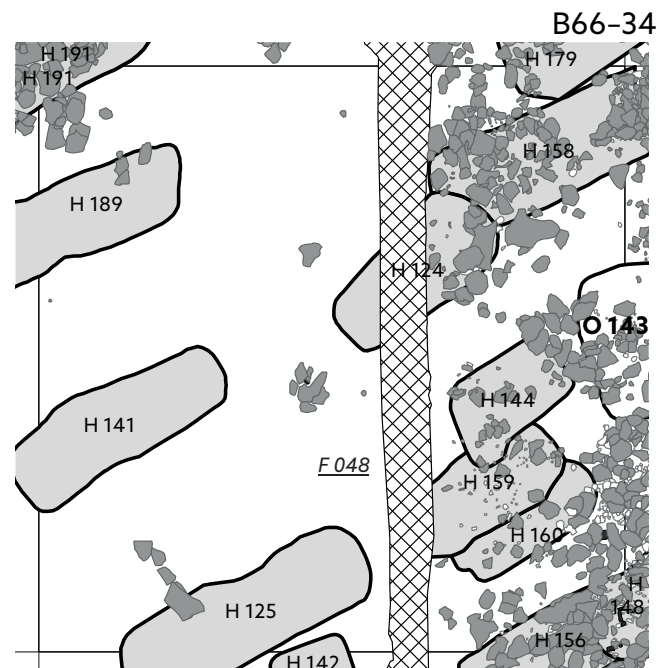 B66-34
H 191
H 191
H 179
H 158
H 189
H 124
O 143
H 144
H 141
F 048
H 159
H 160
H
148
H 125
H 156
H 142